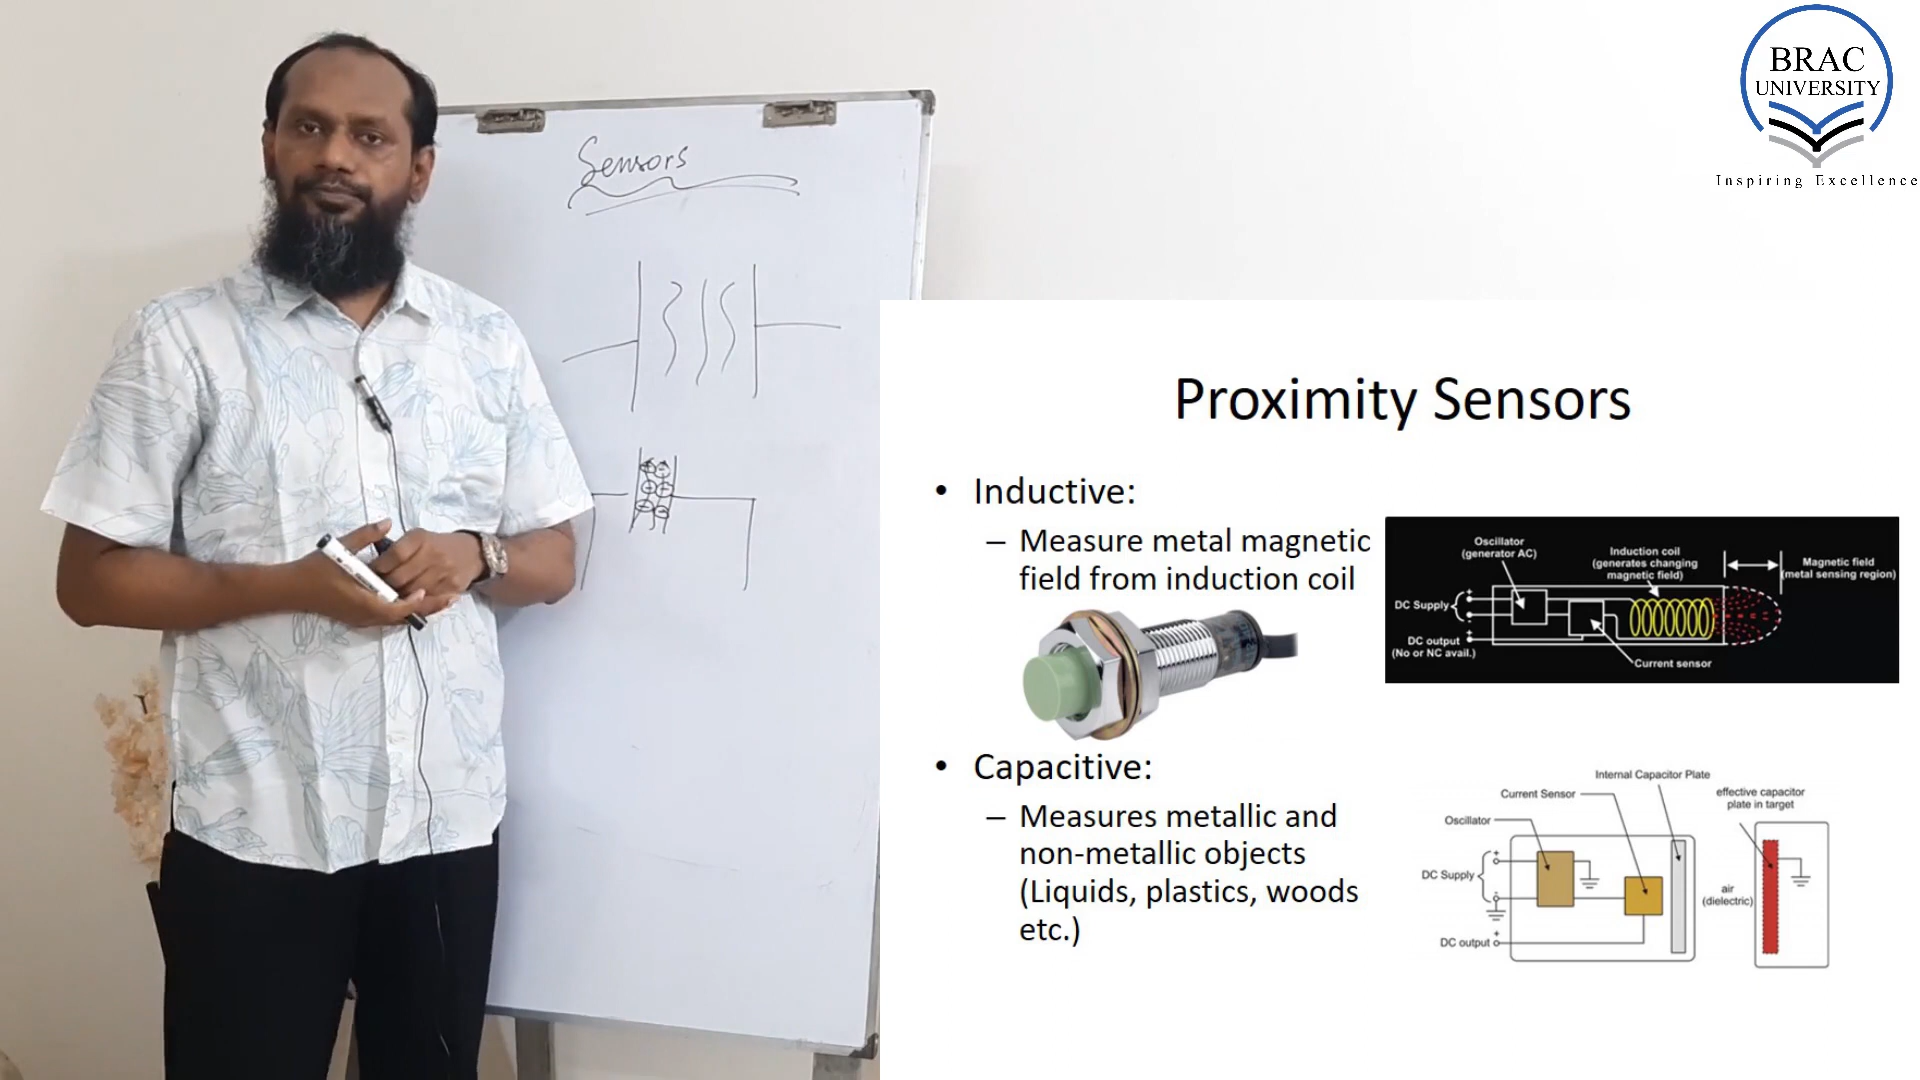 BRAC
UNIVERSITY
Inspiring Excellence
Sensors
Proximity Sensors
• Inductive:
– Measure metal magnetic
field from induction coil
Oscillator
(generator AC)
Induction coil
(generates changing
magnetic field)
Magnetic field
(metal sensing region)
DC Supply
DC output
(No or NC avail.)
Current sensor
• Capacitive:
– Measures metallic and
non-metallic objects
(Liquids, plastics, woods
etc.)
Internal Capacitor Plate
Current Sensor
effective capacitor
plate in target
Oscillator
DC Supply
air
(dielectric)
DC output